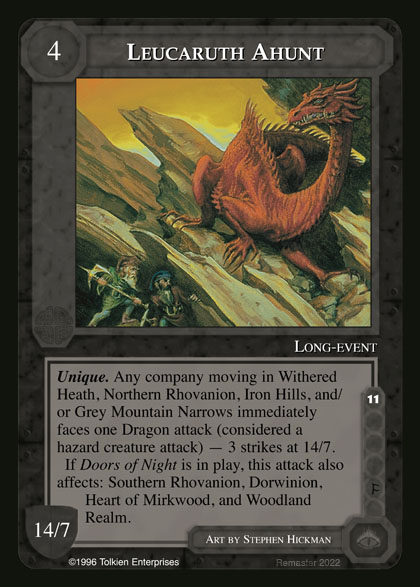 4
LEUCARUTH AHUNT
LONG-EVENT
Unique. Any company moving in Withered
Heath, Northern Rhovanion, Iron Hills, and/
or Grey Mountain Narrows immediately
faces one Dragon attack (considered a
hazard creature attack) — 3 strikes at 14/7.
If Doors of Night is in play, this attack also
affects: Southern Rhovanion, Dorwinion,
Heart of Mirkwood, and Woodland
Realm.
11
F
14/7
ART BY STEPHEN HICKMAN
©1996 Tolkien Enterprises
Remaster 2022